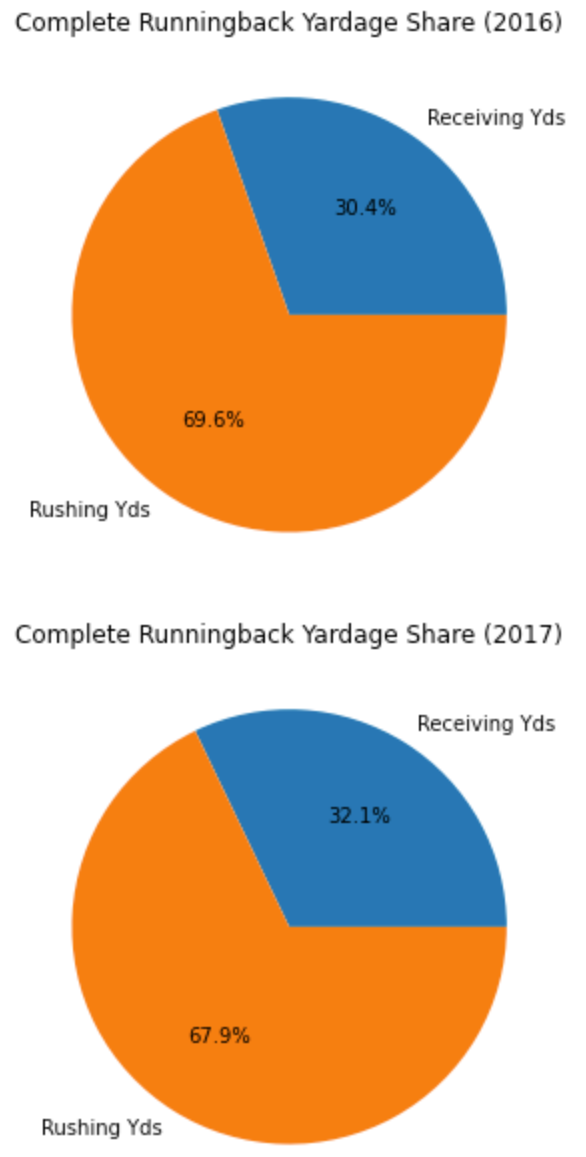 Complete Runningback Yardage Share (2016)
Receiving Yds
30.4%
69.6%
Rushing Yds
Complete Runningback Yardage Share (2017)
Receiving Yds
32.1%
67.9%
Rushing Yds